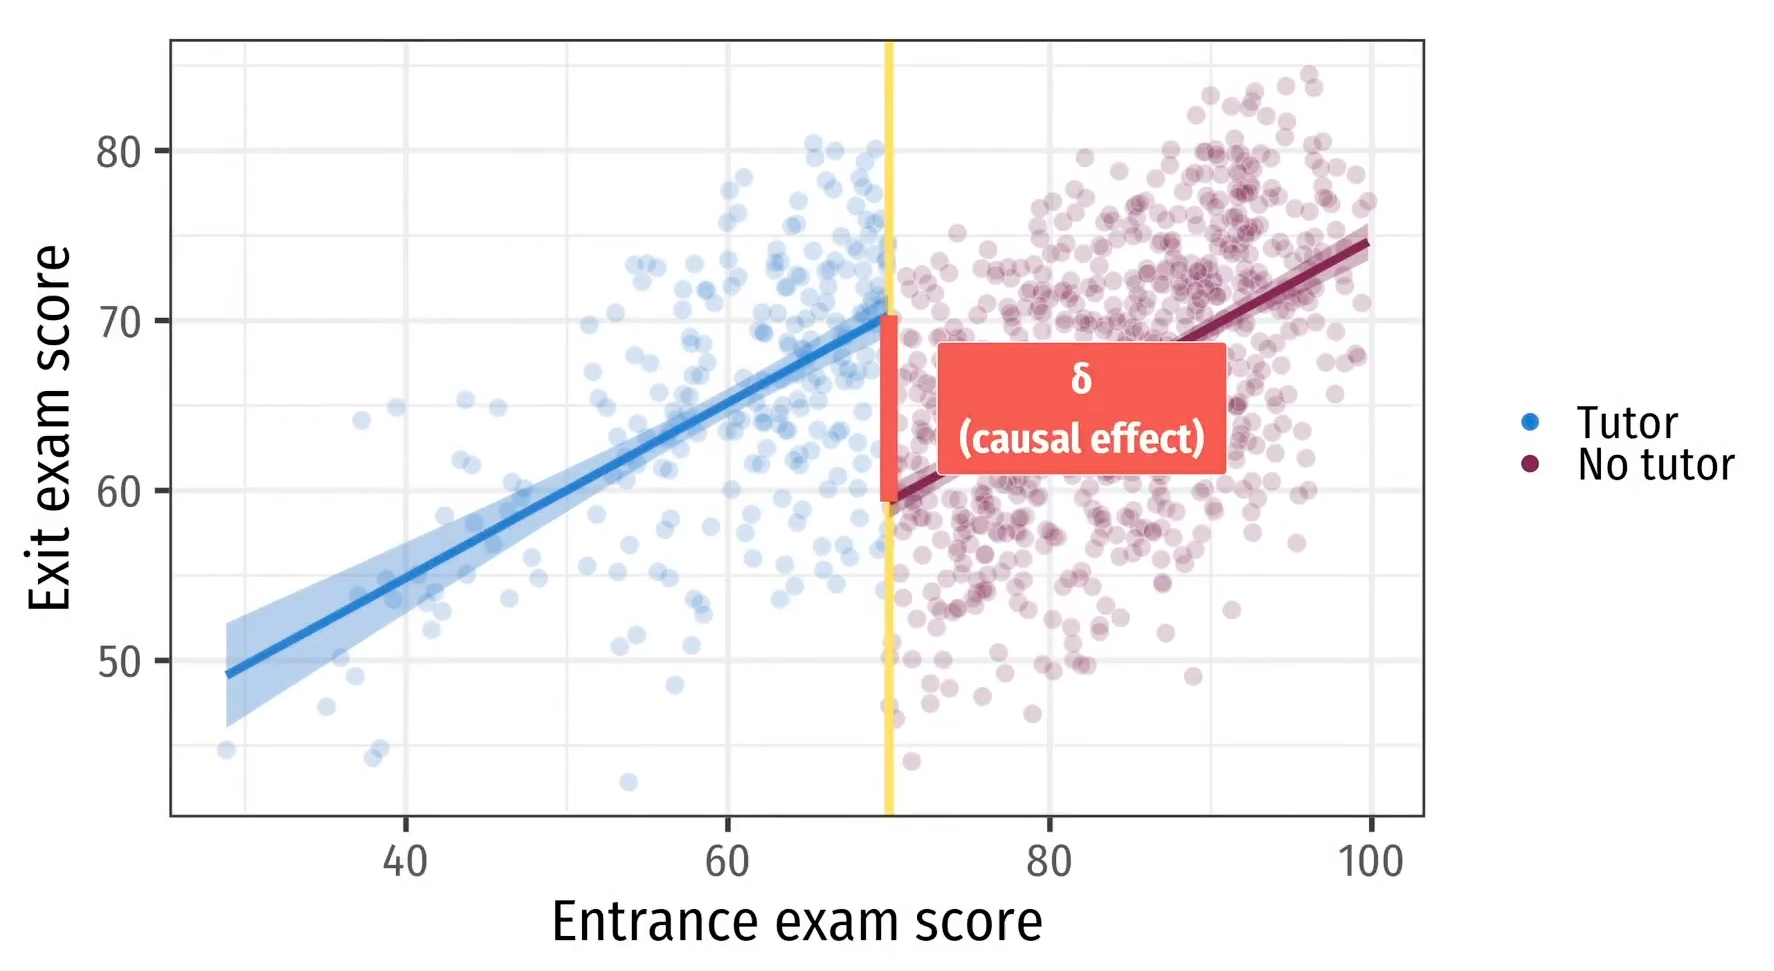 Exit exam score
80
70
60
50
δ
(causal effect)
40
60
80
100
Entrance exam score
Tutor
No tutor